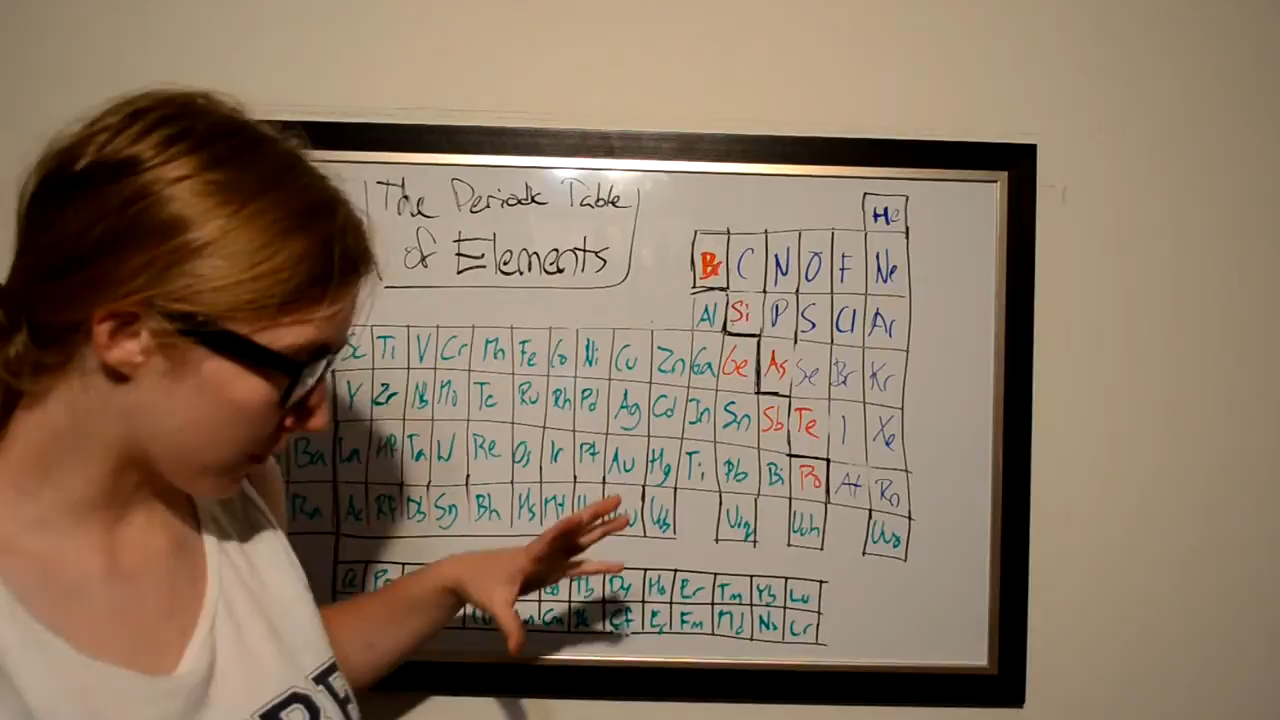 The Periodic Table
of Elements
He
Br C N O F Ne
Al Si P S Cl Ar
Sc Ti V Cr Mn Fe Co Ni Cu Zn Ga Ge As Se Br Kr
Y Zr Nb Mo Tc Ru Rh Pd Ag Cd In Sn Sb Te I Xe
Ba La Hf Ta W Re Os Ir Pt Au Hg Ti Pb Bi Po At Rn
Ra Ac Rf Db Sg Bh Hs Mt Uub Uuq Uuh Uuo
Tb Dy Ho Er Tm Yb Lu
Cm Cf Es Fm Md No Lr